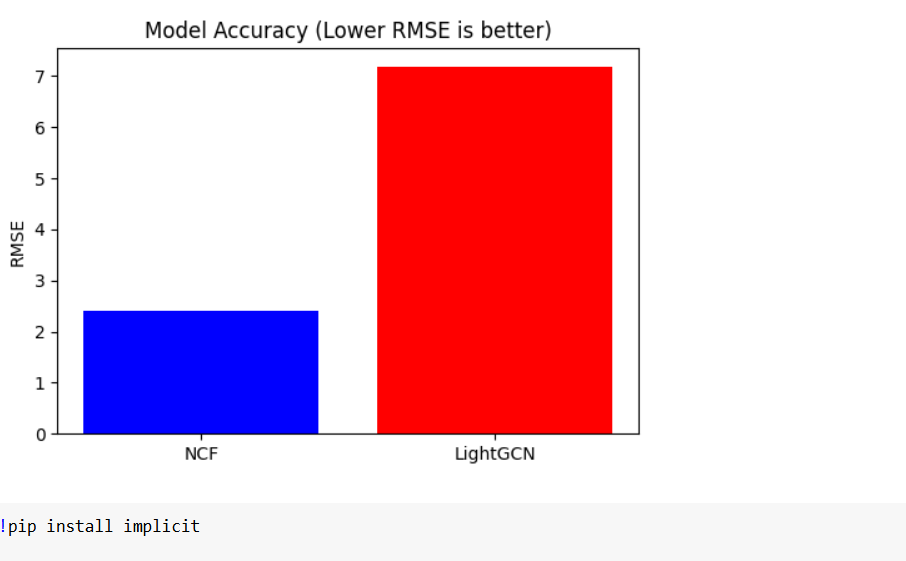 Model Accuracy (Lower RMSE is better)
7
6
5
4
3
2
1
0
RMSE
NCF LightGCN
!pip install implicit